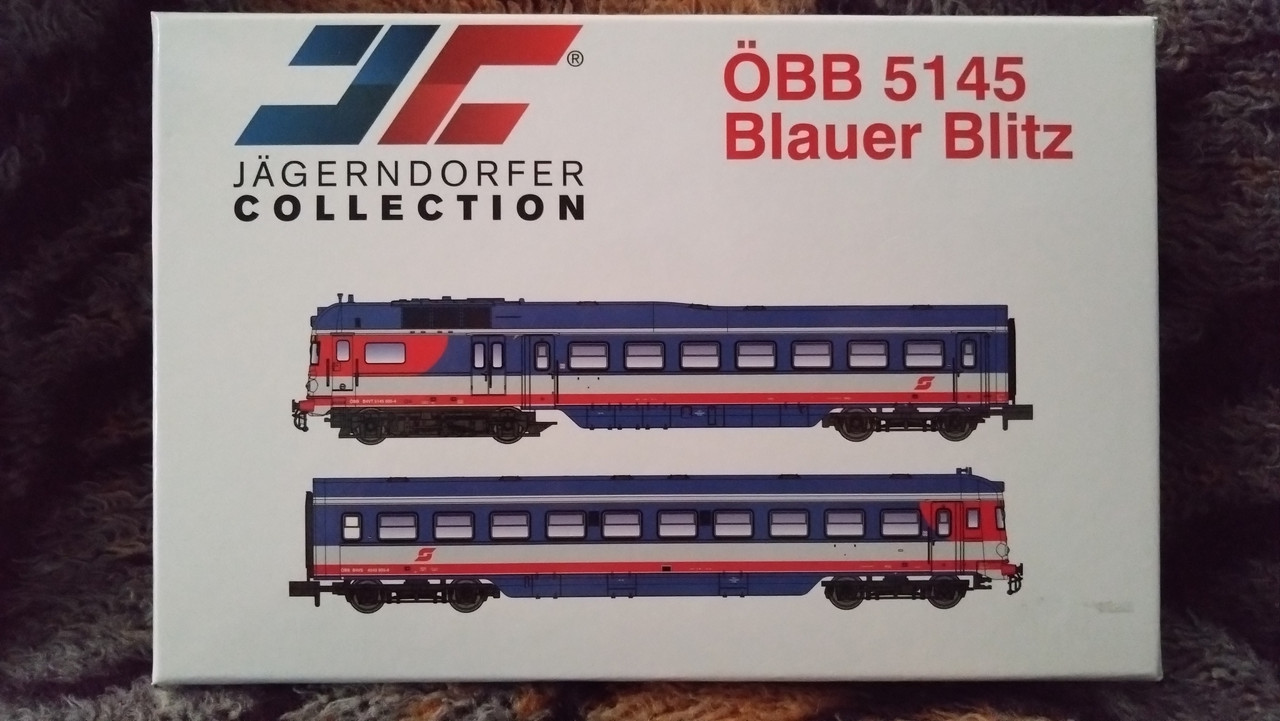 ®
JÄGERNDORFER
COLLECTION
ÖBB 5145
Blauer Blitz